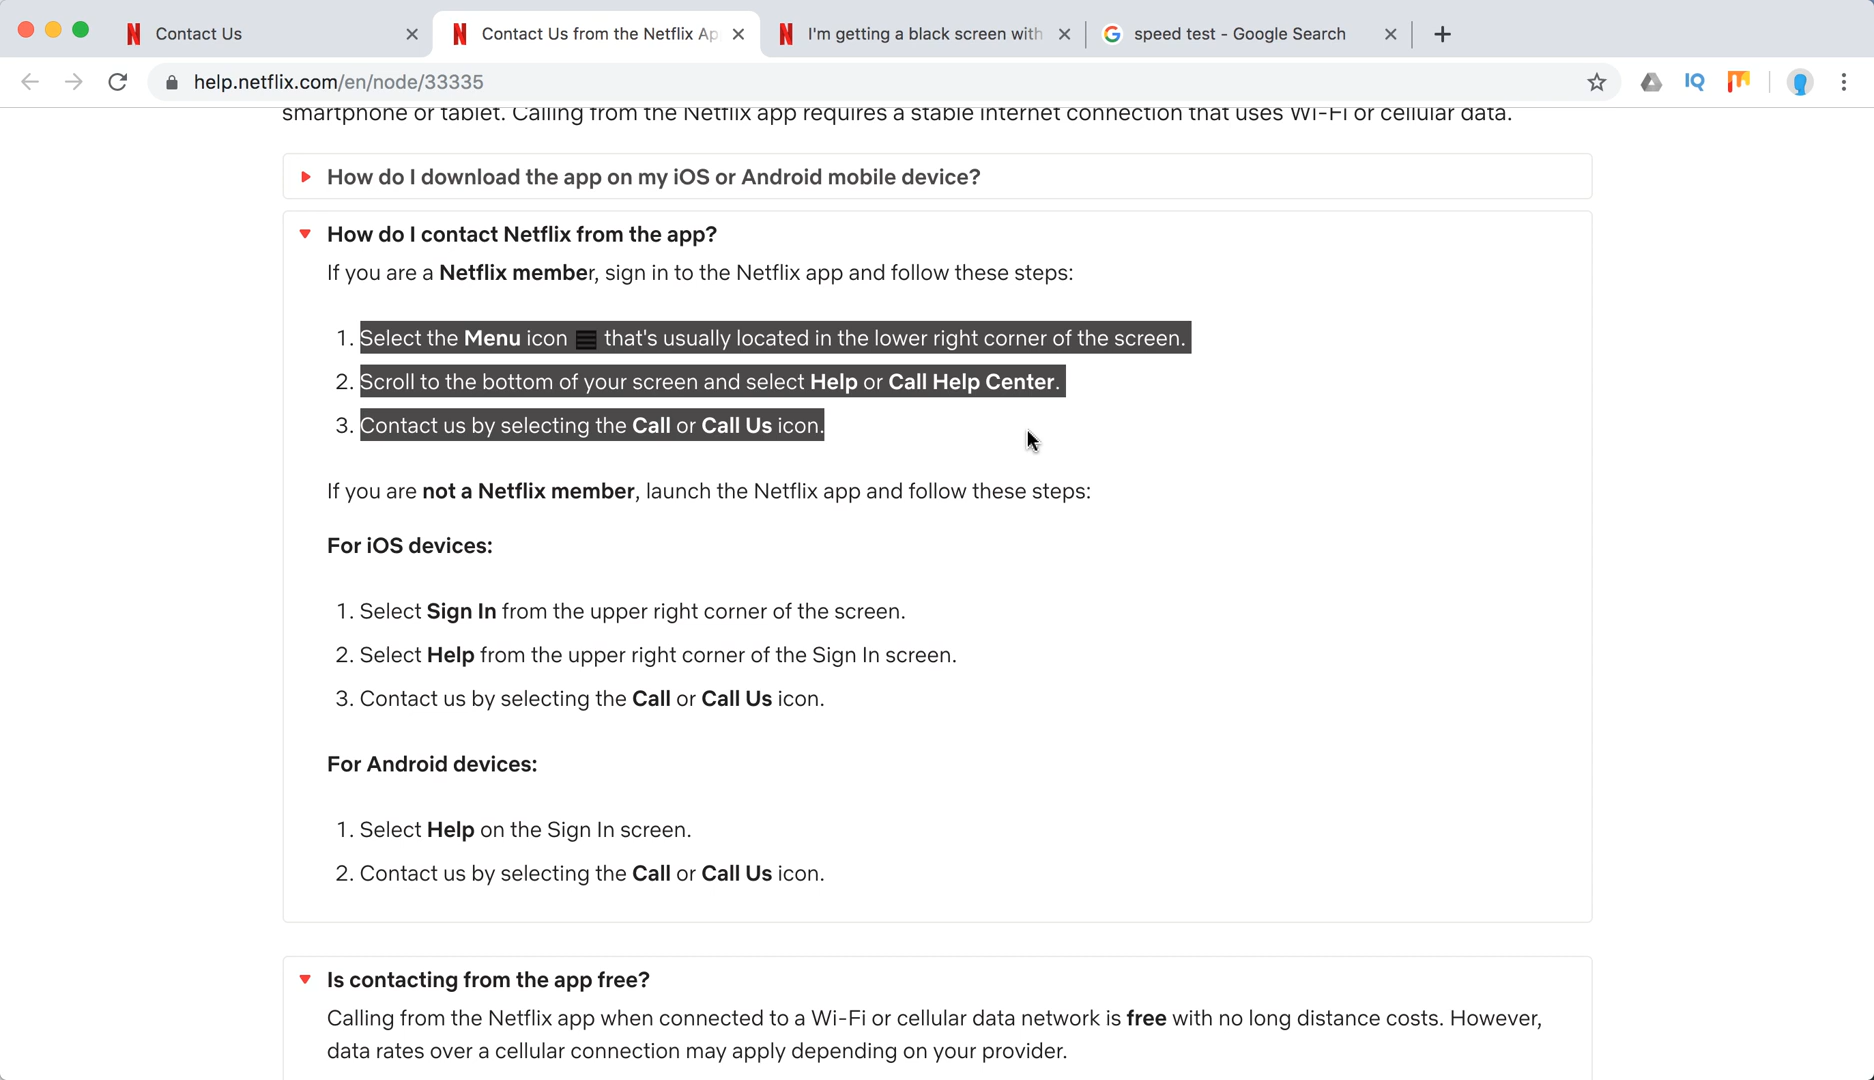 Contact Us
Contact Us from the Netflix Ap
I'm getting a black screen with
speed test - Google Search
help.netflix.com/en/node/33335
IQ
smartphone or tablet. Calling from the Netflix app requires a stable internet connection that uses Wi-Fi or cellular data.
How do I download the app on my iOS or Android mobile device?
How do I contact Netflix from the app?
If you are a Netflix member, sign in to the Netflix app and follow these steps:
1. Select the Menu icon that's usually located in the lower right corner of the screen.
2. Scroll to the bottom of your screen and select Help or Call Help Center.
3. Contact us by selecting the Call or Call Us icon.
If you are not a Netflix member, launch the Netflix app and follow these steps:
For iOS devices:
1. Select Sign In from the upper right corner of the screen.
2. Select Help from the upper right corner of the Sign In screen.
3. Contact us by selecting the Call or Call Us icon.
For Android devices:
1. Select Help on the Sign In screen.
2. Contact us by selecting the Call or Call Us icon.
Is contacting from the app free?
Calling from the Netflix app when connected to a Wi-Fi or cellular data network is free with no long distance costs. However,
data rates over a cellular connection may apply depending on your provider.